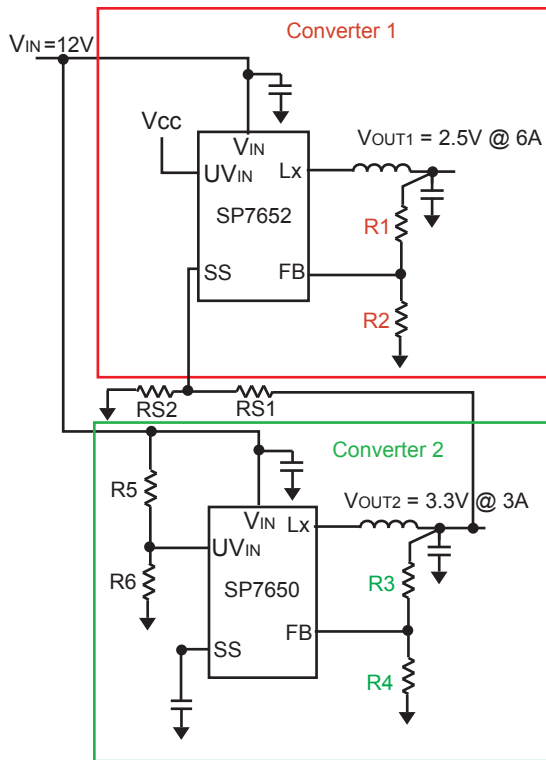 Converter 1
VIN=12V
Vcc
VIN
VOUT1 = 2.5V @ 6A
UVIN
Lx
SP7652
R1
SS
FB
R2
RS2
RS1
Converter 2
R5
VIN
Lx
VOUT2 = 3.3V @ 3A
UVIN
R6
SP7650
R3
FB
SS
R4